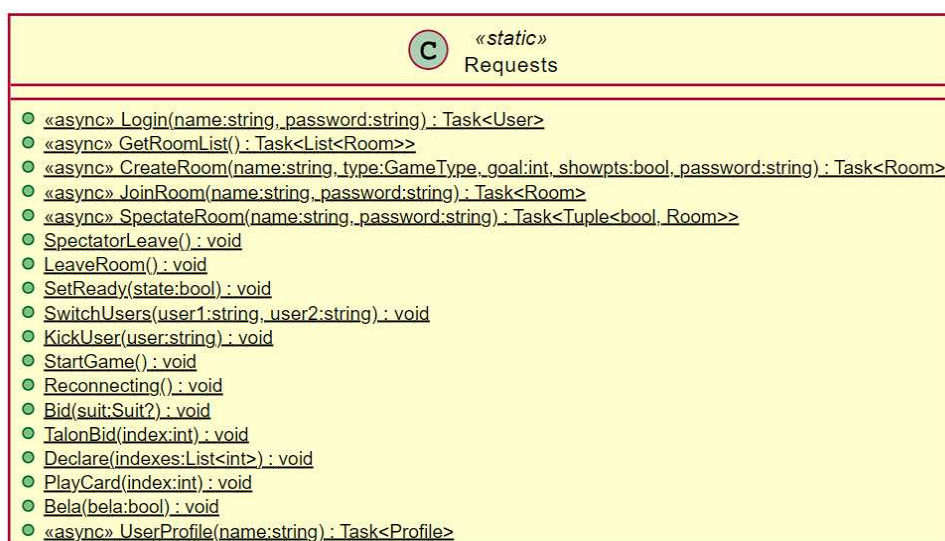 C
«static»
Requests
«async» Login(name:string, password:string) : Task<User>
«async» GetRoomList() : Task<List<Room>>
«async» CreateRoom(name:string, type:GameType, goal:int, showpts:bool, password:string) : Task<Room>
«async» JoinRoom(name:string, password:string) : Task<Room>
«async» SpectateRoom(name:string, password:string) : Task<Tuple<bool, Room>>
SpectatorLeave() : void
LeaveRoom() : void
SetReady(state:bool) : void
SwitchUsers(user1:string, user2:string) : void
KickUser(user:string) : void
StartGame() : void
Reconnecting() : void
Bid(suit:Suit?) : void
TalonBid(index:int) : void
Declare(indexes:List<int>) : void
PlayCard(index:int) : void
Bela(bela:bool) : void
«async» UserProfile(name:string) : Task<Profile>